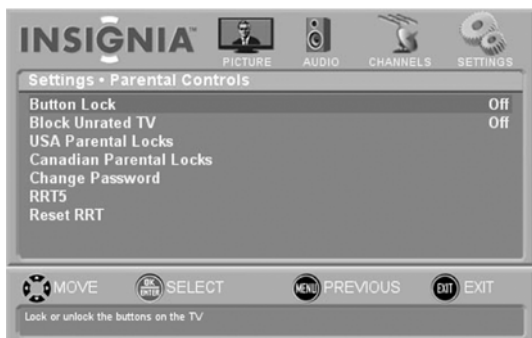 INSIGNIA
PICTURE AUDIO CHANNELS SETTINGS
Settings • Parental Controls
Button Lock Off
Block Unrated TV Off
USA Parental Locks
Canadian Parental Locks
Change Password
RRT5
Reset RRT
MOVE OK ENTER SELECT MENU PREVIOUS EXIT EXIT
Lock or unlock the buttons on the TV